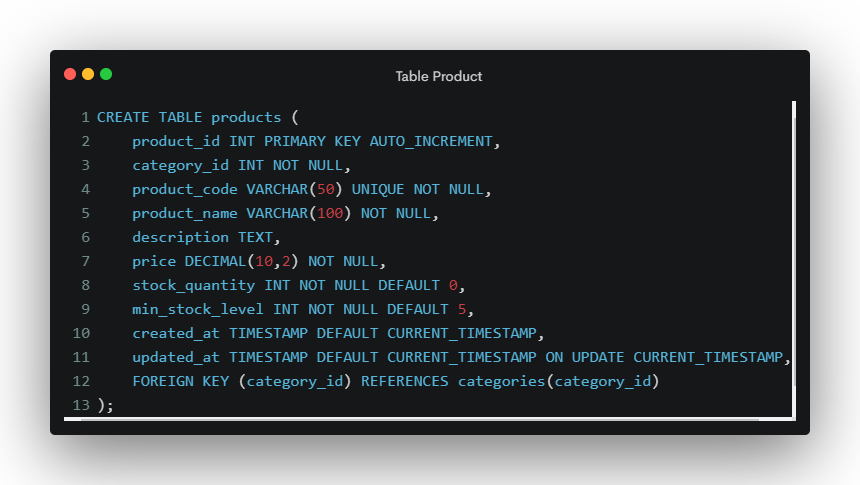 Table Product
1 CREATE TABLE products (
2 product_id INT PRIMARY KEY AUTO_INCREMENT,
3 category_id INT NOT NULL,
4 product_code VARCHAR(50) UNIQUE NOT NULL,
5 product_name VARCHAR(100) NOT NULL,
6 description TEXT,
7 price DECIMAL(10,2) NOT NULL,
8 stock_quantity INT NOT NULL DEFAULT 0,
9 min_stock_level INT NOT NULL DEFAULT 5,
10 created_at TIMESTAMP DEFAULT CURRENT_TIMESTAMP,
11 updated_at TIMESTAMP DEFAULT CURRENT_TIMESTAMP ON UPDATE CURRENT_TIMESTAMP,
12 FOREIGN KEY (category_id) REFERENCES categories(category_id)
13 );